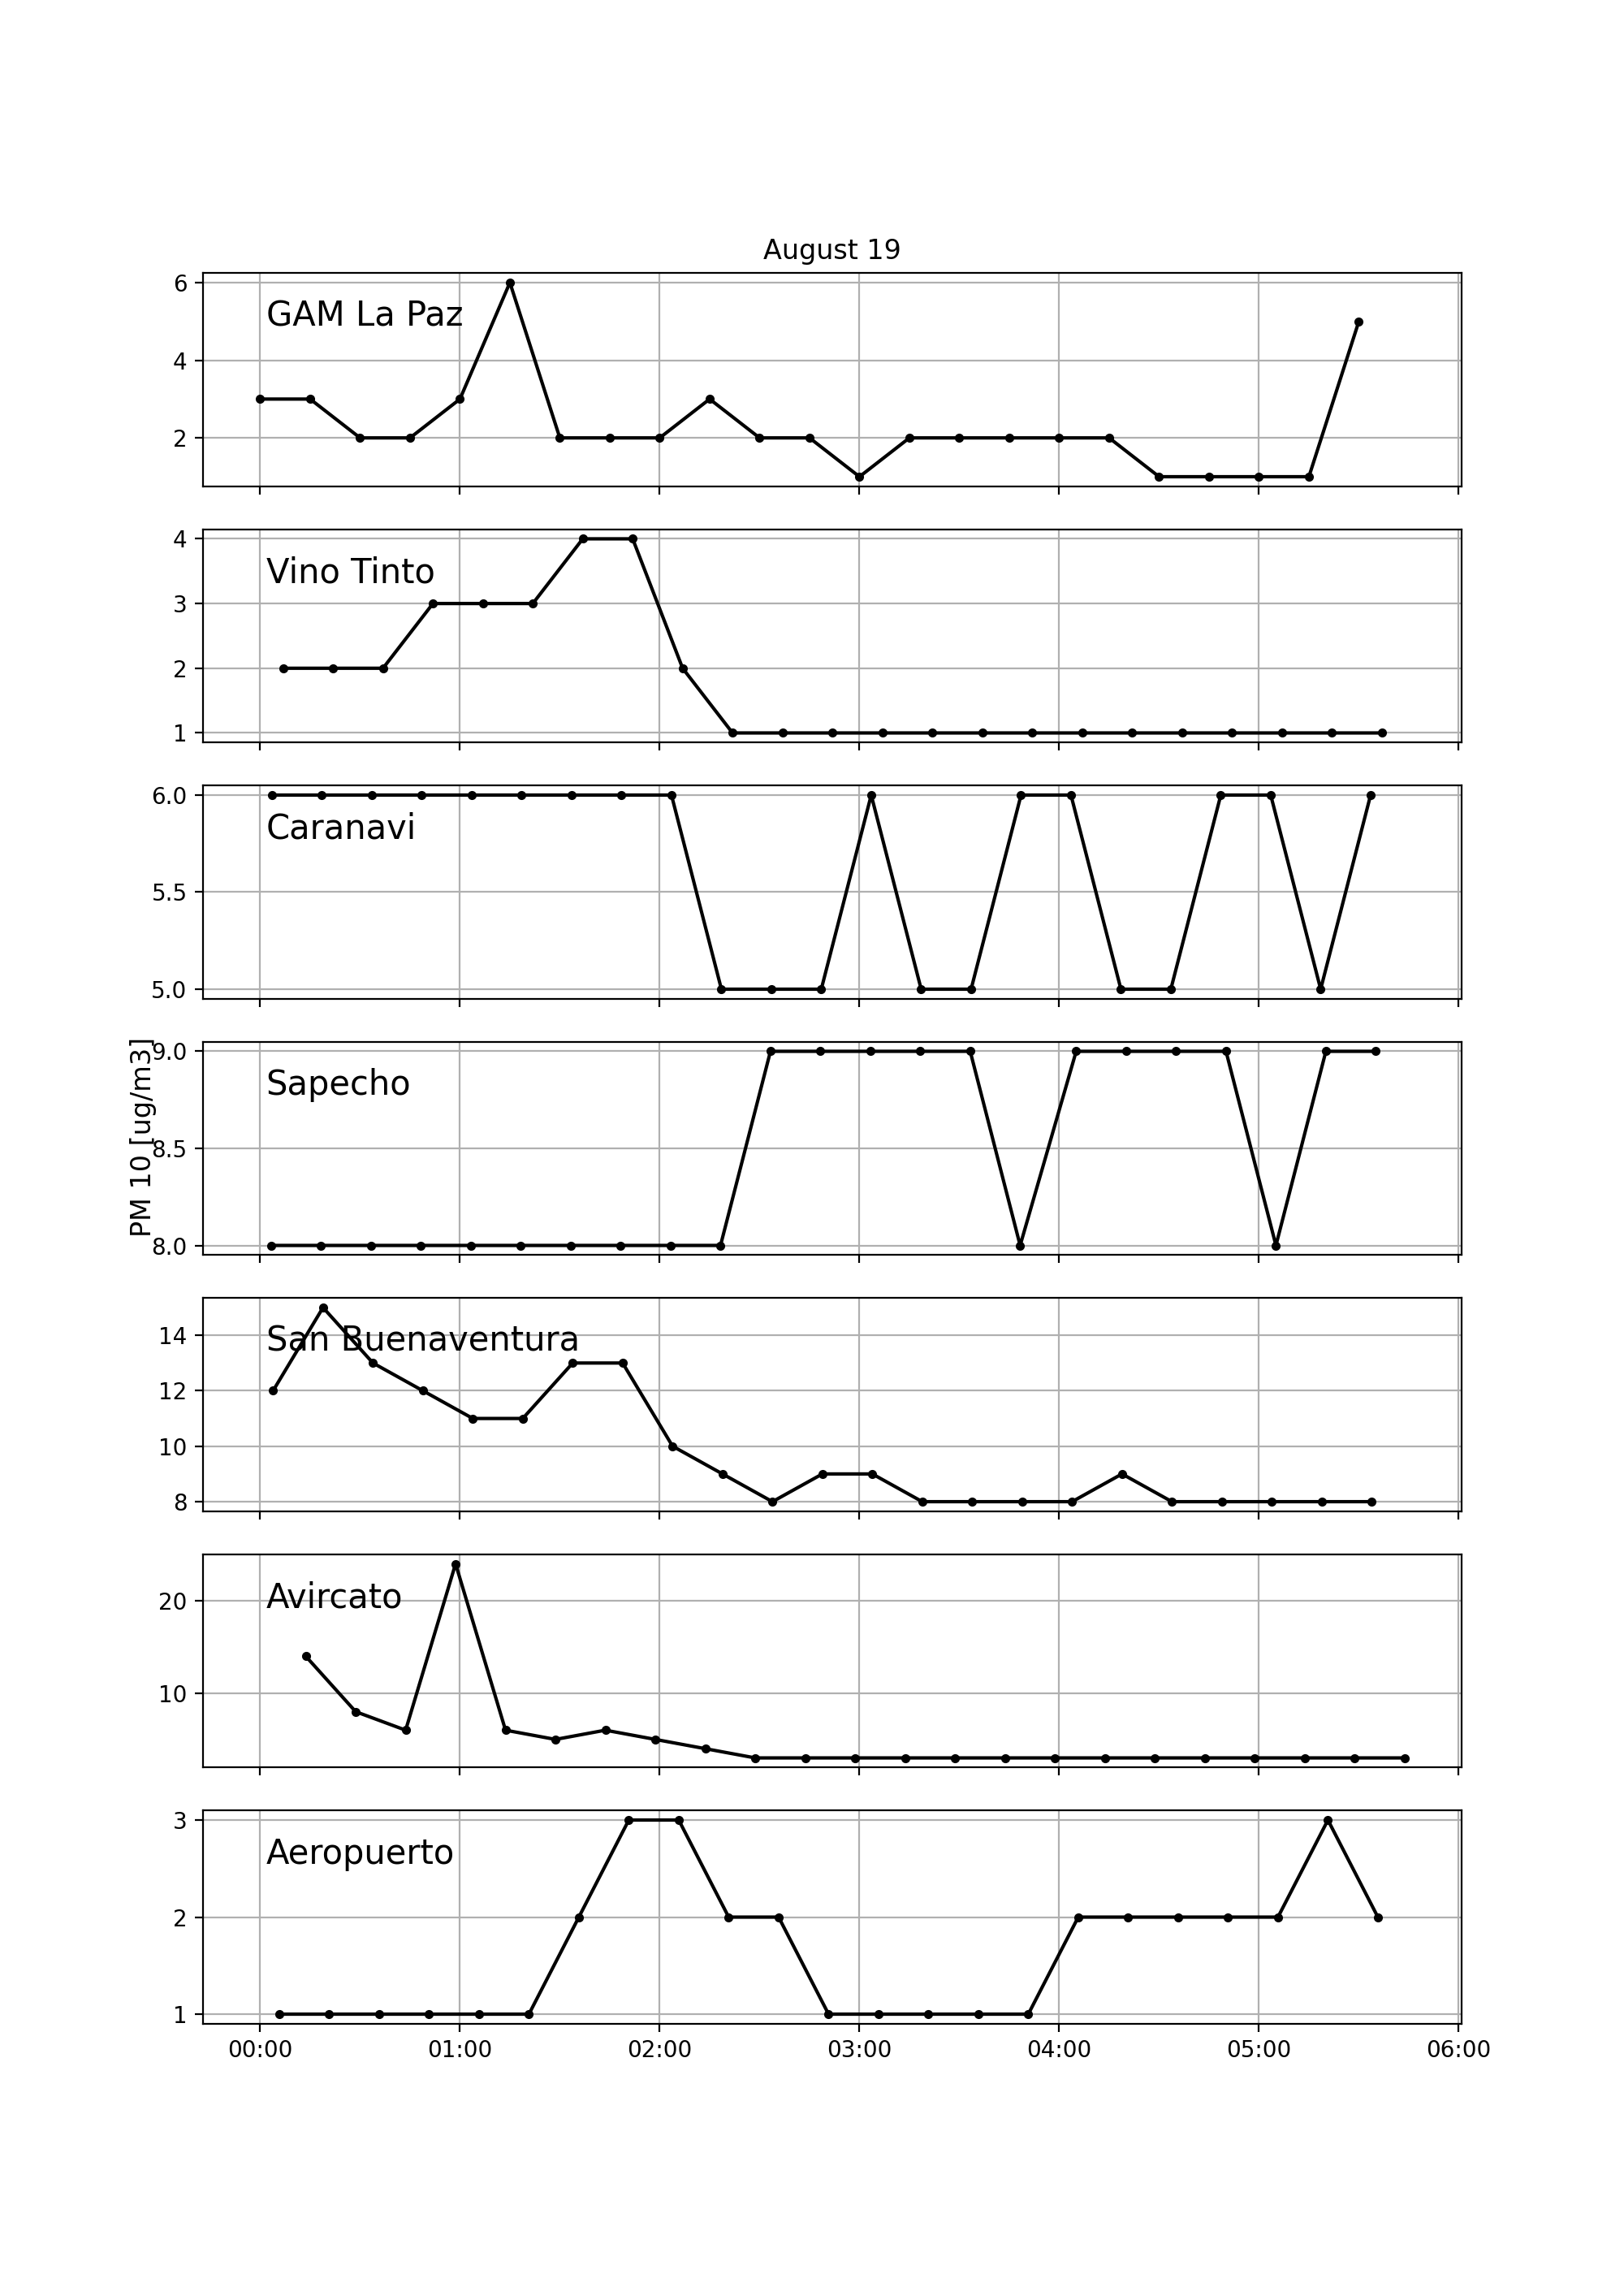 August 19
6
GAM La Paz
4
2
4
Vino Tinto
3
2
1
6.0
Caranavi
5.5
5.0
PM 10 [ug/m3]
9.0
Sapecho
8.5
8.0
14
San Buenaventura
12
10
8
20
Avircato
10
3
Aeropuerto
2
1
00:00 01:00 02:00 03:00 04:00 05:00 06:00